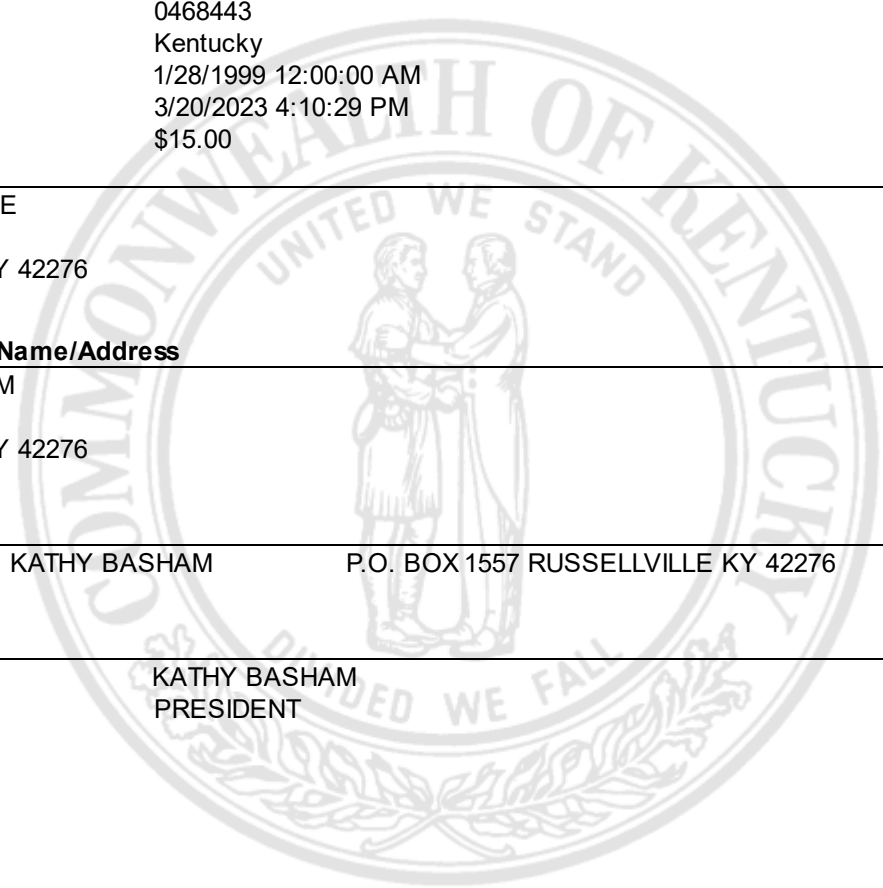 0468443
Kentucky
1/28/1999 12:00:00 AM
3/20/2023 4:10:29 PM
$15.00
E
Y 42276
Name/Address
M
Y 42276
KATHY BASHAM P.O. BOX 1557 RUSSELLVILLE KY 42276
KATHY BASHAM
PRESIDENT
COMMONWEALTH OF KENTUCKY
UNITED WE STAND
DIVIDED WE FALL